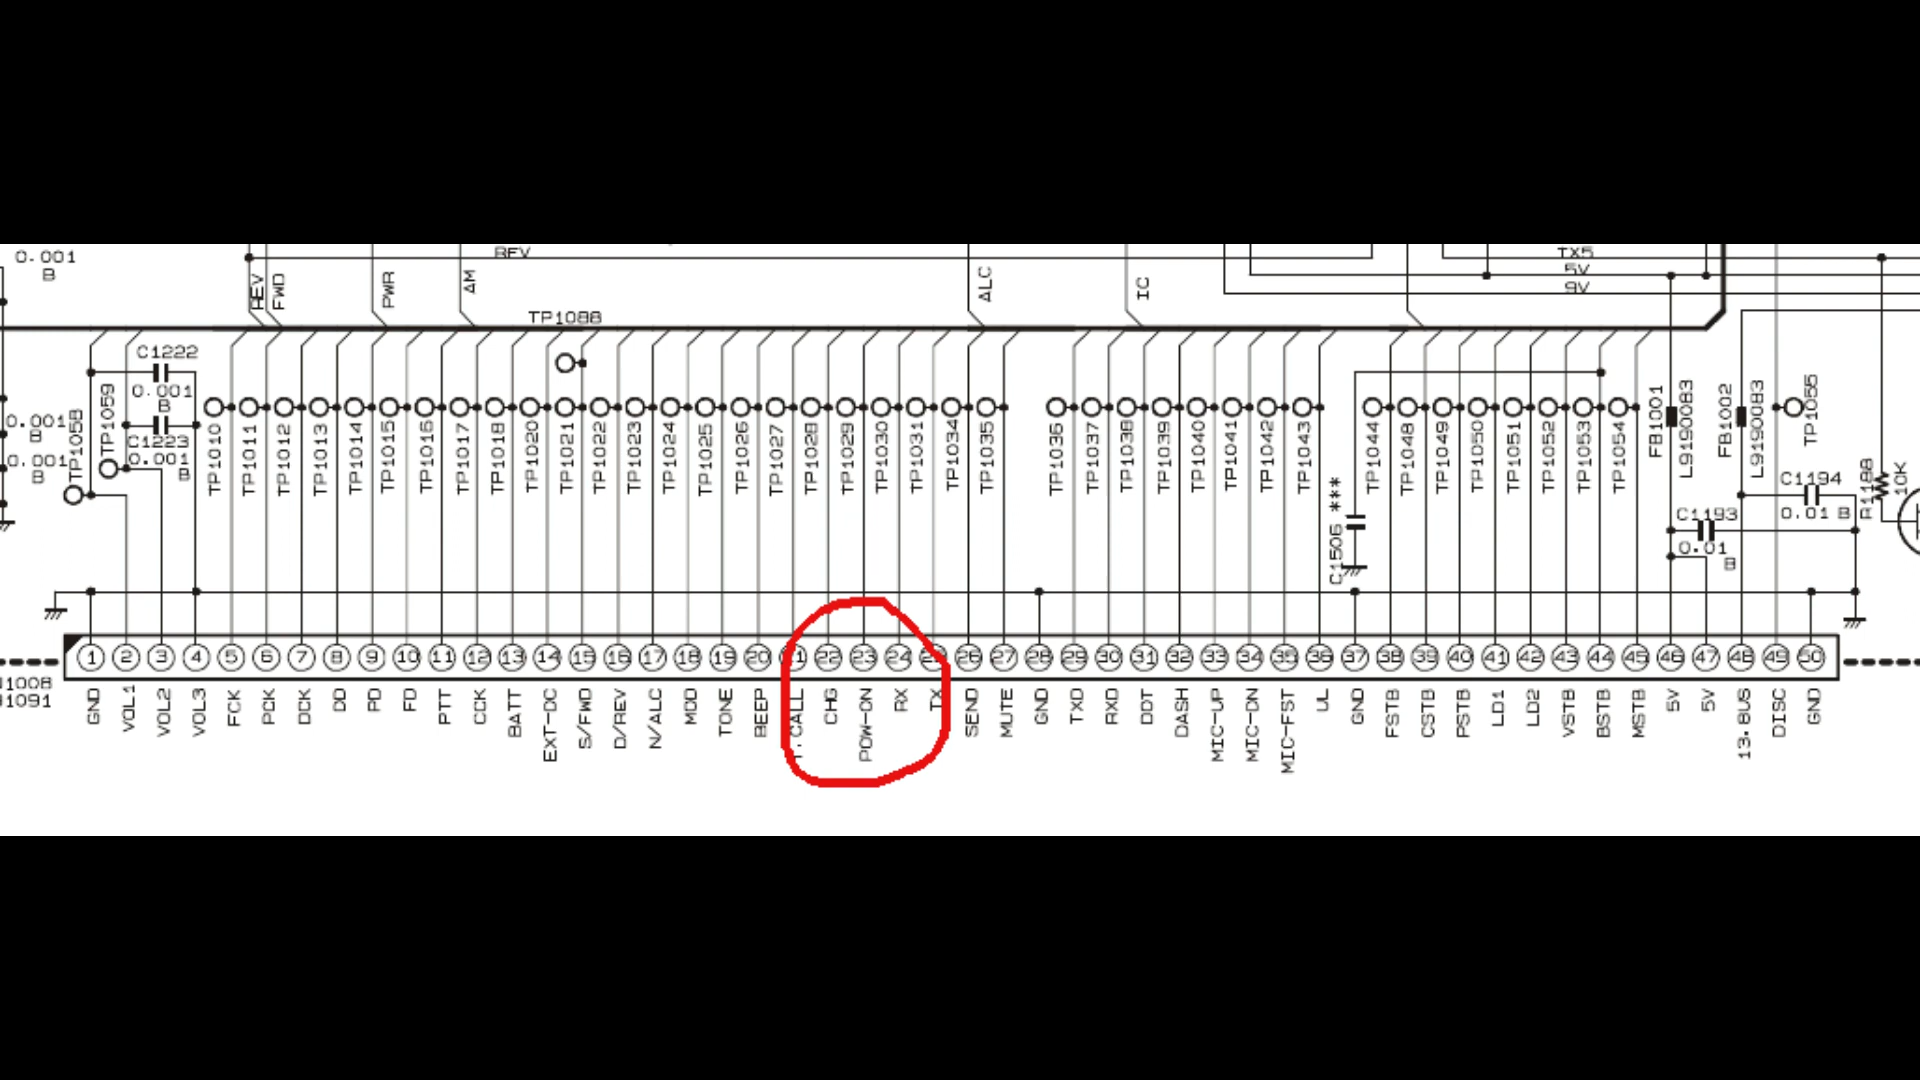 0.001
B
REV
FWD
PWR
AM
REV
ALC
IC
TX5
5V
9V
TP1088
C1222
0.001
B
C1223
0.001
B
0.001
B
0.001
B
TP1058
TP1059
TP1010
TP1011
TP1012
TP1013
TP1014
TP1015
TP1016
TP1017
TP1018
TP1020
TP1021
TP1022
TP1023
TP1024
TP1025
TP1026
TP1027
TP1028
TP1029
TP1030
TP1031
TP1034
TP1035
TP1036
TP1037
TP1038
TP1039
TP1040
TP1041
TP1042
TP1043
C1506 ***
TP1044
TP1048
TP1049
TP1050
TP1051
TP1052
TP1053
TP1054
FB1001
L9190083
FB1002
L9190083
TP1055
C1194
0.01 B
C1193
0.01
B
R1188
10K
1 2 3 4 5 6 7 8 9 10 11 12 13 14 15 16 17 18 19 20 21 22 23 24 25 26 27 28 29 30 31 32 33 34 35 36 37 38 39 40 41 42 43 44 45 46 47 48 49 50
1008
1091
GND
VOL1
VOL2
VOL3
FCK
PCK
DCK
DD
PD
FD
PTT
CCK
BATT
EXT-DC
S/FWD
D/REV
N/ALC
MOD
TONE
BEEP
CALL
CHG
POW-ON
RX
TX
SEND
MUTE
GND
TXD
RXD
DOT
DASH
MIC-UP
MIC-DN
MIC-FST
UL
GND
FSTB
CSTB
PSTB
LD1
LD2
VSTB
BSTB
MSTB
5V
5V
13.8US
DISC
GND